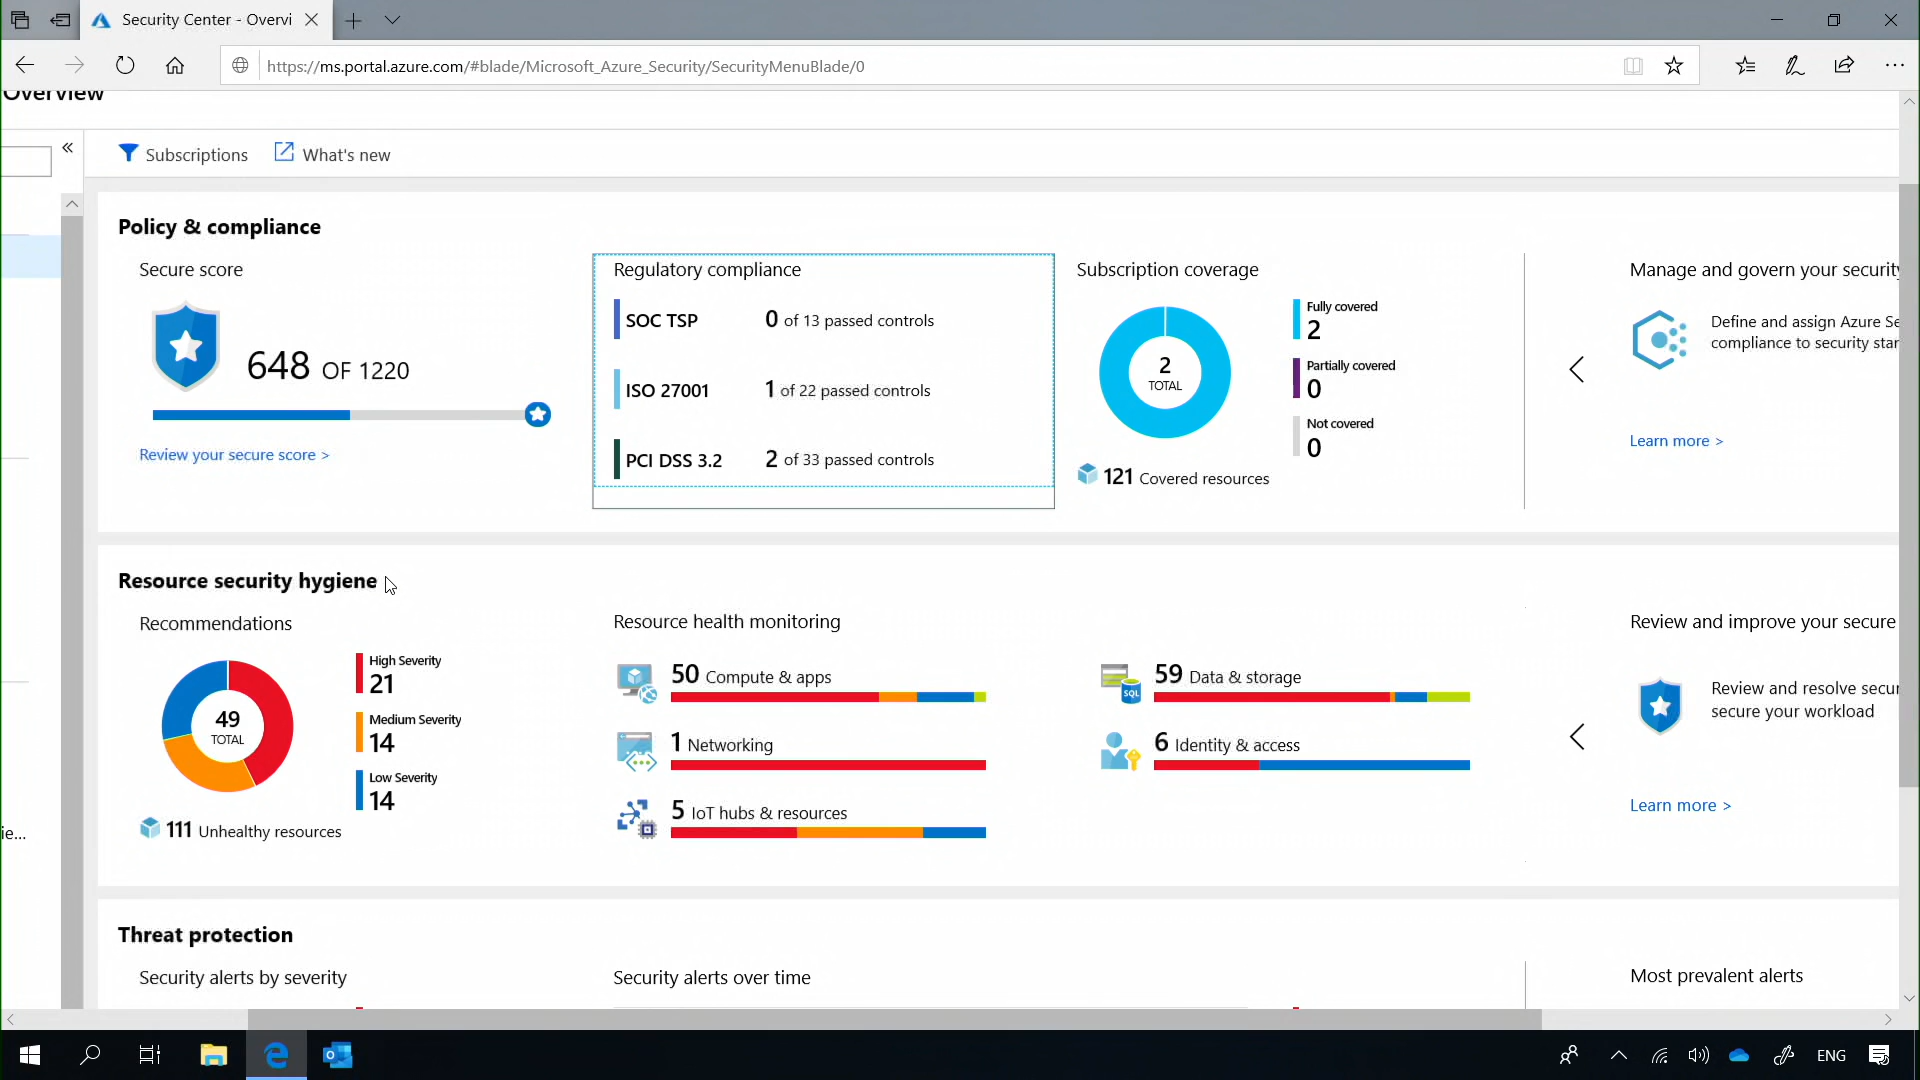 Security Center - Overvi
https://ms.portal.azure.com/#blade/Microsoft_Azure_Security/SecurityMenuBlade/0
Overview
Subscriptions
What's new
Policy & compliance
Secure score
648 OF 1220
Review your secure score >
Regulatory compliance
SOC TSP 0 of 13 passed controls
ISO 27001 1 of 22 passed controls
PCI DSS 3.2 2 of 33 passed controls
Subscription coverage
2
TOTAL
Fully covered
2
Partially covered
0
Not covered
0
121 Covered resources
Manage and govern your security
Define and assign Azure Se
compliance to security star
Learn more >
Resource security hygiene
Recommendations
49
TOTAL
High Severity
21
Medium Severity
14
Low Severity
14
111 Unhealthy resources
Resource health monitoring
50 Compute & apps
59 Data & storage
1 Networking
6 Identity & access
SQL
5 IoT hubs & resources
Review and improve your secure
Review and resolve secu
secure your workload
Learn more >
ie...
Threat protection
Security alerts by severity
Security alerts over time
Most prevalent alerts
ENG